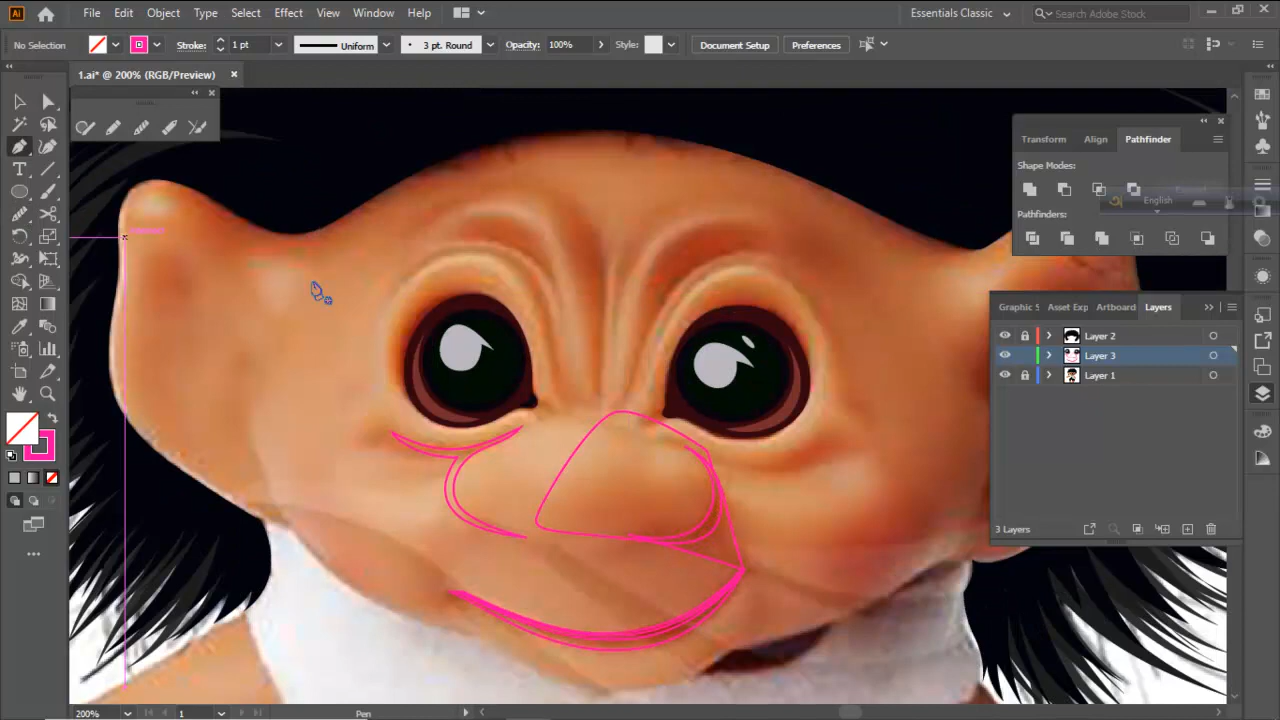 Ai File Edit Object Type Select Effect View Window Help Essentials Classic Search Adobe Stock
No Selection Stroke: 1 pt Uniform 3 pt. Round Opacity: 100% Style: Document Setup Preferences
1.ai* @ 200% (RGB/Preview)
Transform Align Pathfinder
Shape Modes:
English
Pathfinders:
Graphic S Asset Exp Artboard Layers
Layer 2
Layer 3
Layer 1
3 Layers
200% 1 Pen